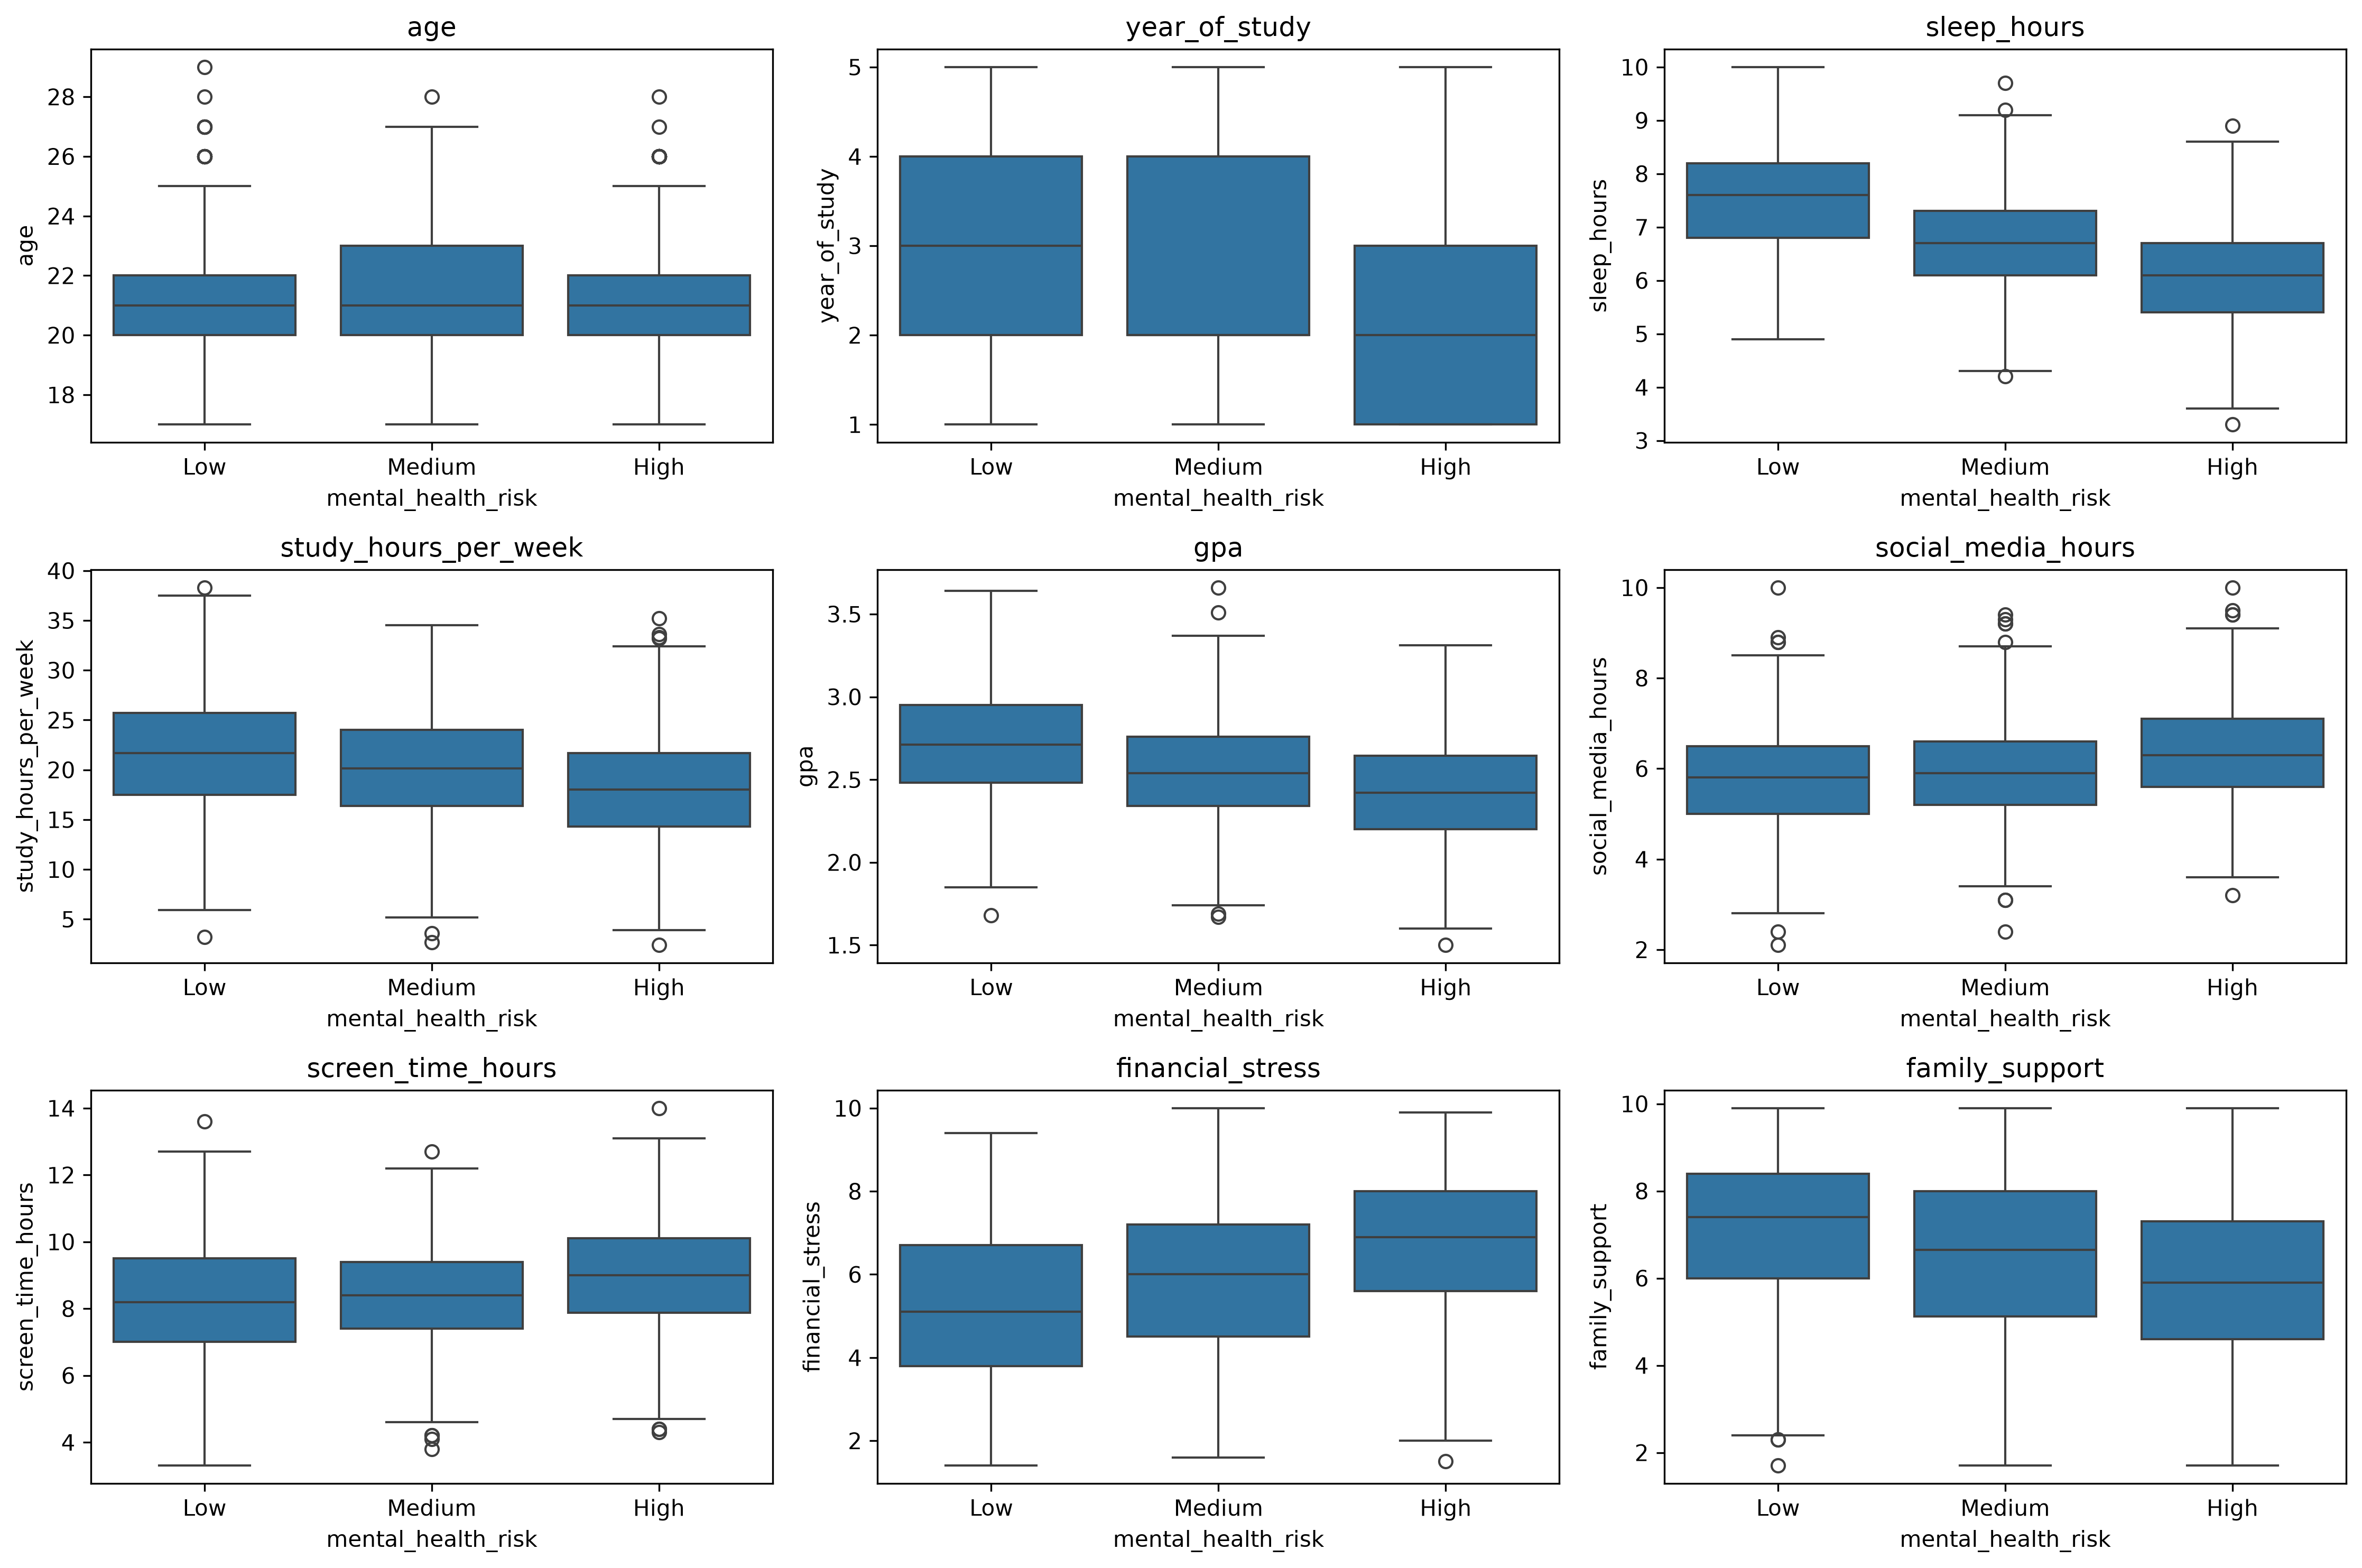 age
28
26
24
22
20
18
age
Low
Medium
High
mental_health_risk
year_of_study
5
4
3
2
1
year_of_study
Low
Medium
High
mental_health_risk
sleep_hours
10
9
8
7
6
5
4
3
sleep_hours
Low
Medium
High
mental_health_risk
study_hours_per_week
40
35
30
25
20
15
10
5
study_hours_per_week
Low
Medium
High
mental_health_risk
gpa
3.5
3.0
2.5
2.0
1.5
gpa
Low
Medium
High
mental_health_risk
social_media_hours
10
8
6
4
2
social_media_hours
Low
Medium
High
mental_health_risk
screen_time_hours
14
12
10
8
6
4
screen_time_hours
Low
Medium
High
mental_health_risk
financial_stress
10
8
6
4
2
financial_stress
Low
Medium
High
mental_health_risk
family_support
10
8
6
4
2
family_support
Low
Medium
High
mental_health_risk